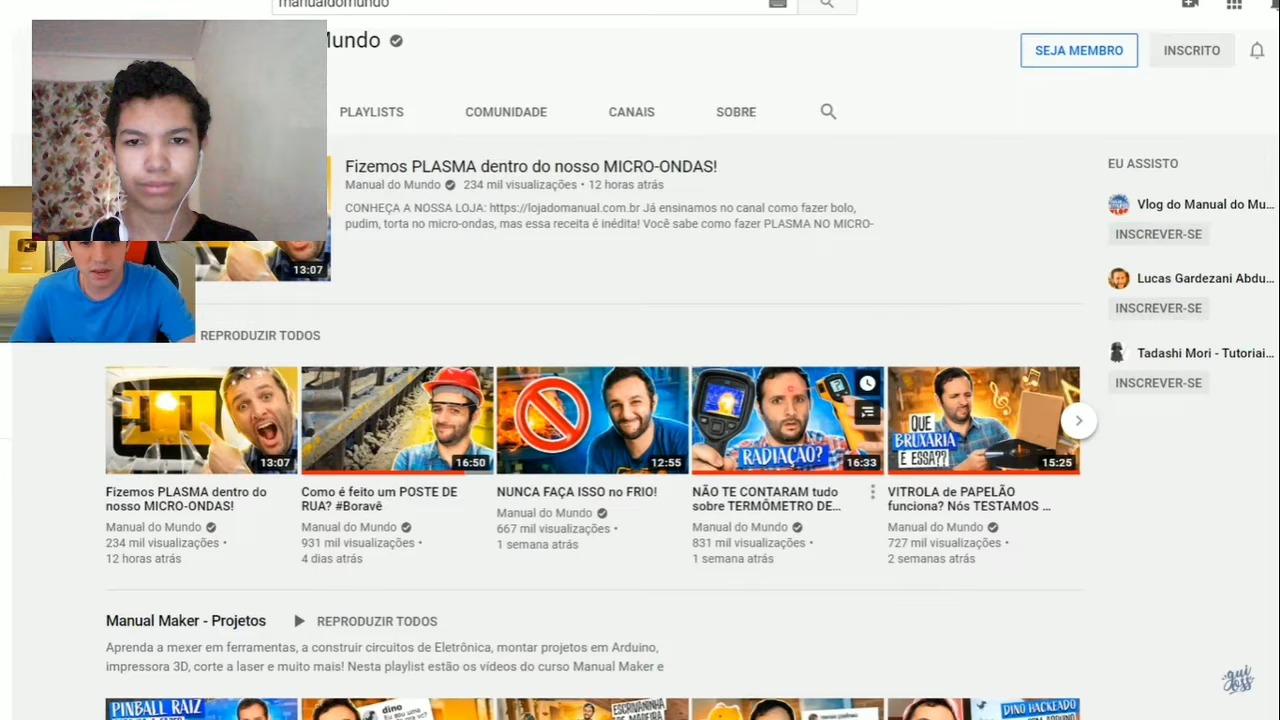 manualdomundo
Mundo
SEJA MEMBRO
INSCRITO
PLAYLISTS
COMUNIDADE
CANAIS
SOBRE
Fizemos PLASMA dentro do nosso MICRO-ONDAS!
Manual do Mundo 234 mil visualizações • 12 horas atrás
CONHEÇA A NOSSA LOJA: https://lojadomanual.com.br Já ensinamos no canal como fazer bolo,
pudim, torta no micro-ondas, mas essa receita é inédita! Você sabe como fazer PLASMA NO MICRO-
13:07
EU ASSISTO
Vlog do Manual do Mu...
INSCREVER-SE
Lucas Gardezani Abdu...
INSCREVER-SE
Tadashi Mori - Tutoriai...
INSCREVER-SE
REPRODUZIR TODOS
13:07
Fizemos PLASMA dentro do
nosso MICRO-ONDAS!
Manual do Mundo
234 mil visualizações •
12 horas atrás
16:50
Como é feito um POSTE DE
RUA? #Boravê
Manual do Mundo
931 mil visualizações •
4 dias atrás
12:55
NUNCA FAÇA ISSO no FRIO!
Manual do Mundo
667 mil visualizações •
1 semana atrás
RADIAÇÃO?
16:33
NÃO TE CONTARAM tudo
sobre TERMÔMETRO DE...
Manual do Mundo
831 mil visualizações •
1 semana atrás
QUE
BRUXARIA
É ESSA??
15:25
VITROLA de PAPELÃO
funciona? Nós TESTAMOS ...
Manual do Mundo
727 mil visualizações •
2 semanas atrás
Manual Maker - Projetos
REPRODUZIR TODOS
Aprenda a mexer em ferramentas, a construir circuitos de Eletrônica, montar projetos em Arduino,
impressora 3D, corte a laser e muito mais! Nesta playlist estão os vídeos do curso Manual Maker e
PINBALL RAIZ
dino
ESCRIVANINHA
DINO HACKEADO
gui
doss